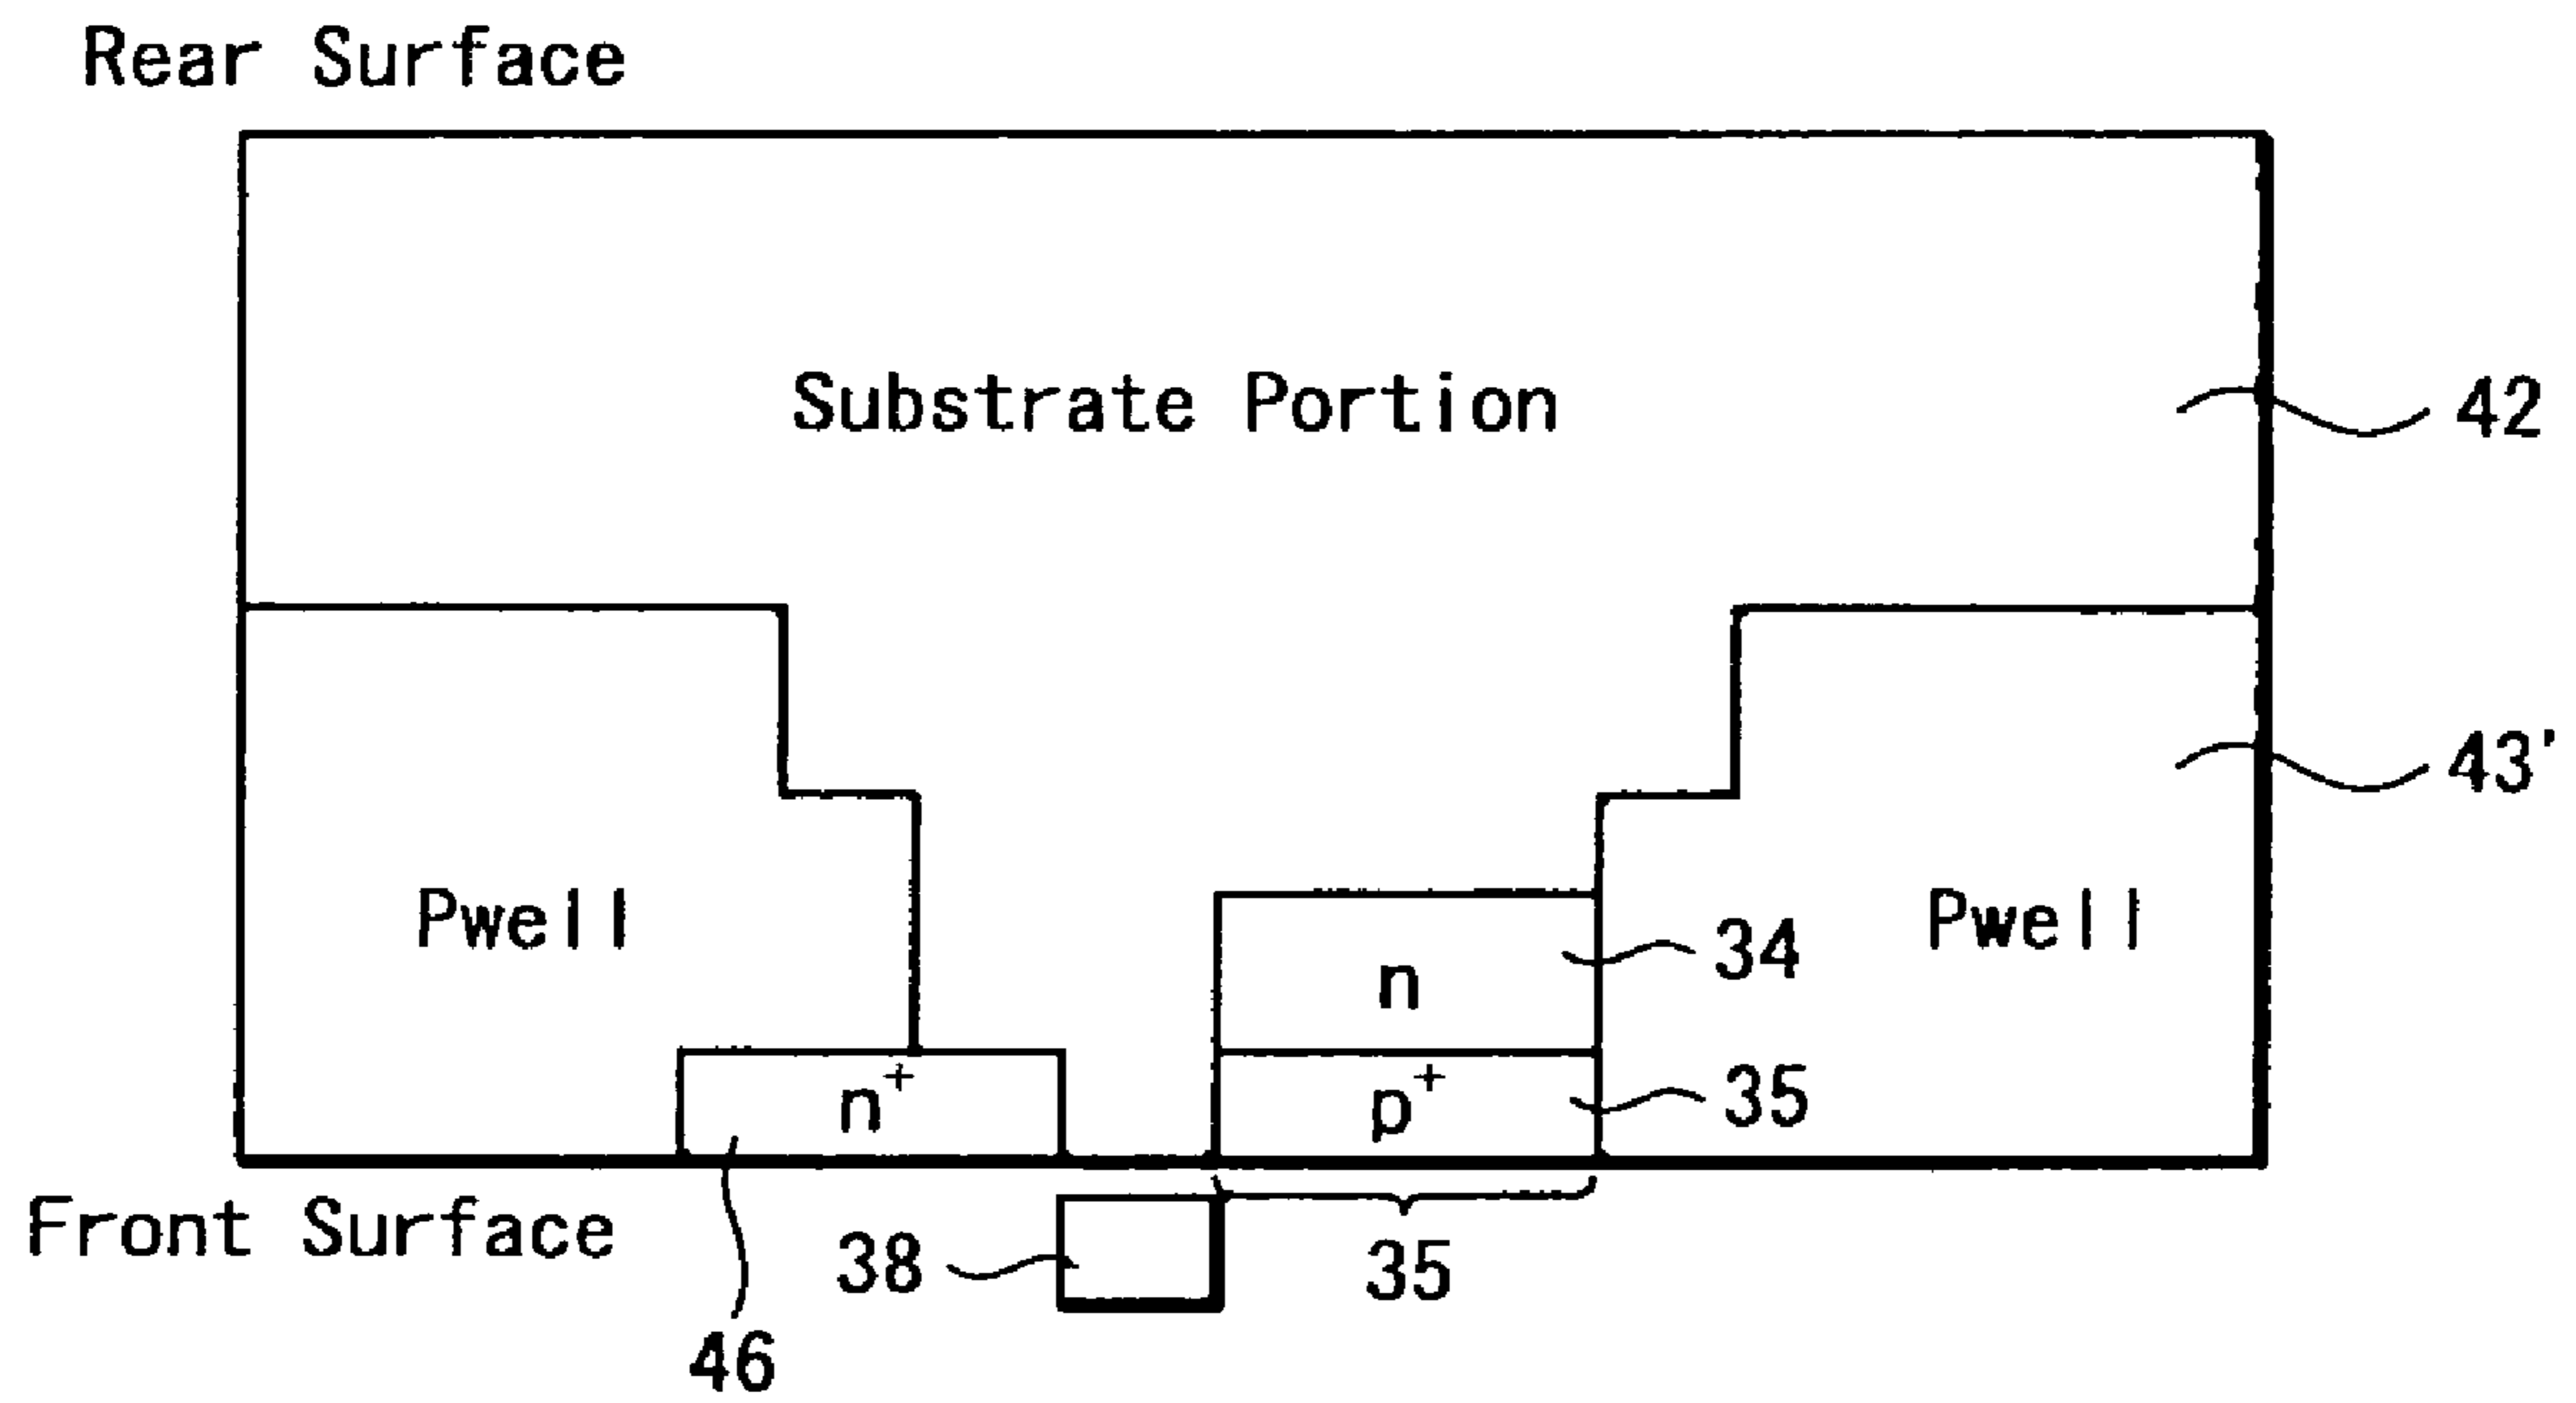 Rear Surface
Substrate Portion
42
43'
Pwell
34
Pwell
n
n⁺
p⁺
35
Front Surface
38
35
46